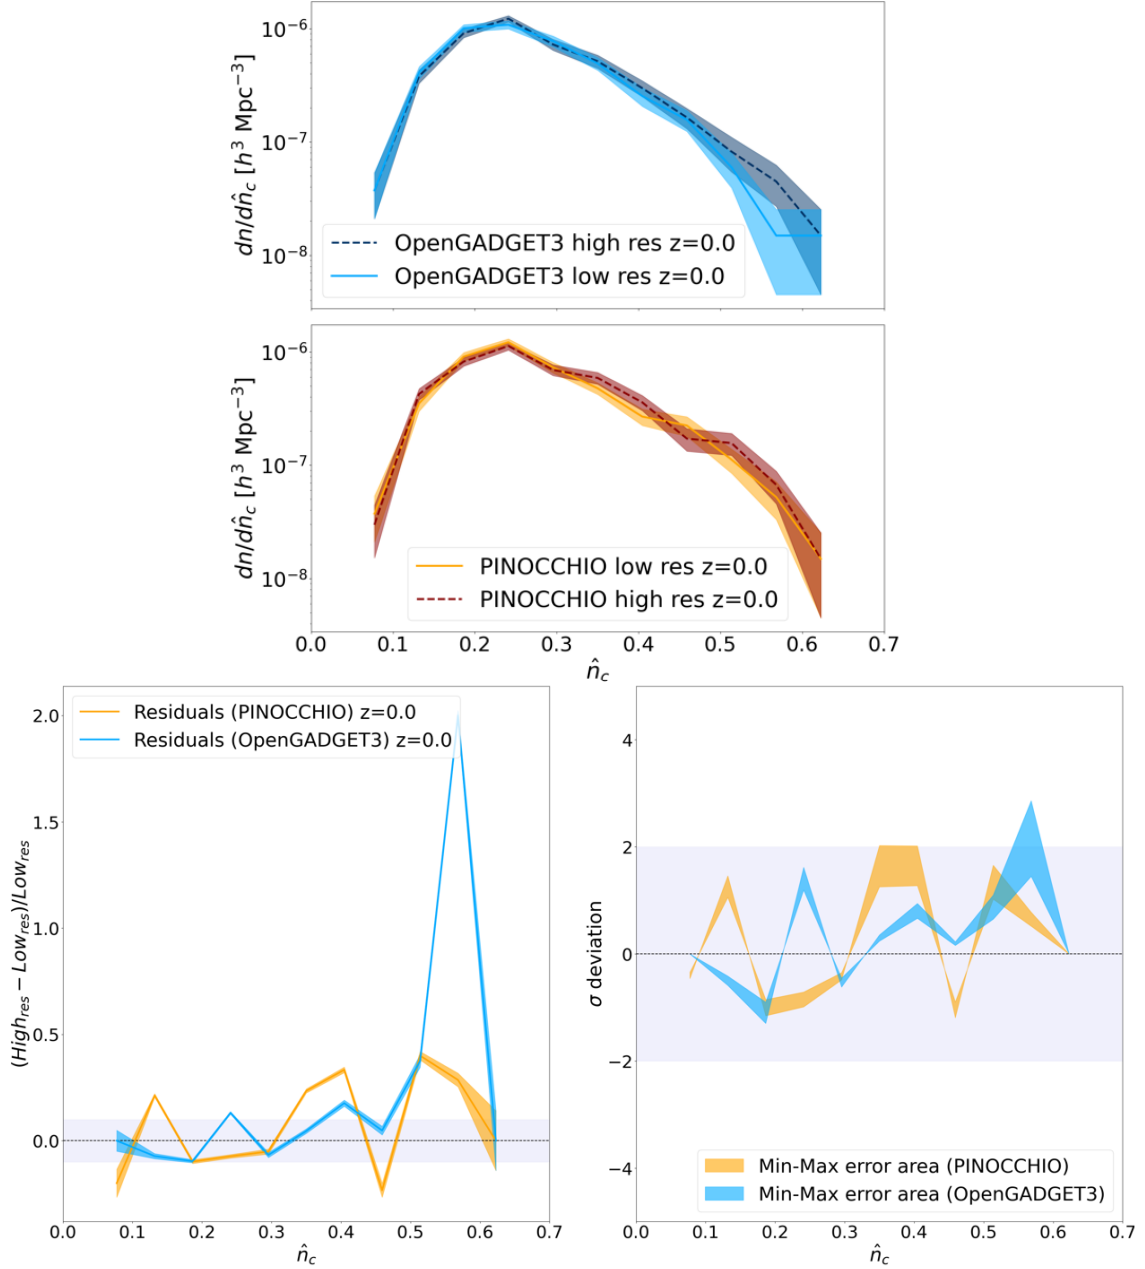 10⁻⁶
10⁻⁷
10⁻⁸
dn/dn̂_c [h³ Mpc⁻³]
OpenGADGET3 high res z=0.0
OpenGADGET3 low res z=0.0
10⁻⁶
10⁻⁷
10⁻⁸
dn/dn̂_c [h³ Mpc⁻³]
PINOCCHIO low res z=0.0
PINOCCHIO high res z=0.0
0.0 0.1 0.2 0.3 0.4 0.5 0.6 0.7
n̂_c
Residuals (PINOCCHIO) z=0.0
Residuals (OpenGADGET3) z=0.0
2.0
1.5
1.0
0.5
0.0
(High_res − Low_res)/Low_res
0.0 0.1 0.2 0.3 0.4 0.5 0.6 0.7
n̂_c
4
2
0
−2
−4
σ deviation
Min-Max error area (PINOCCHIO)
Min-Max error area (OpenGADGET3)
0.0 0.1 0.2 0.3 0.4 0.5 0.6 0.7
n̂_c